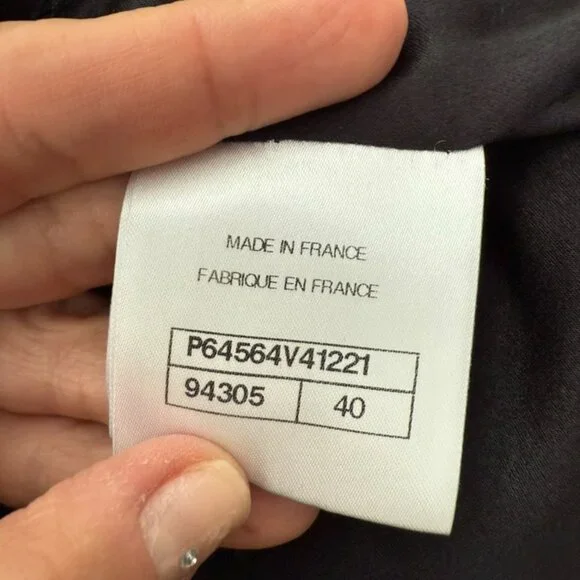 MADE IN FRANCE
FABRIQUE EN FRANCE
P64564V41221
94305 40